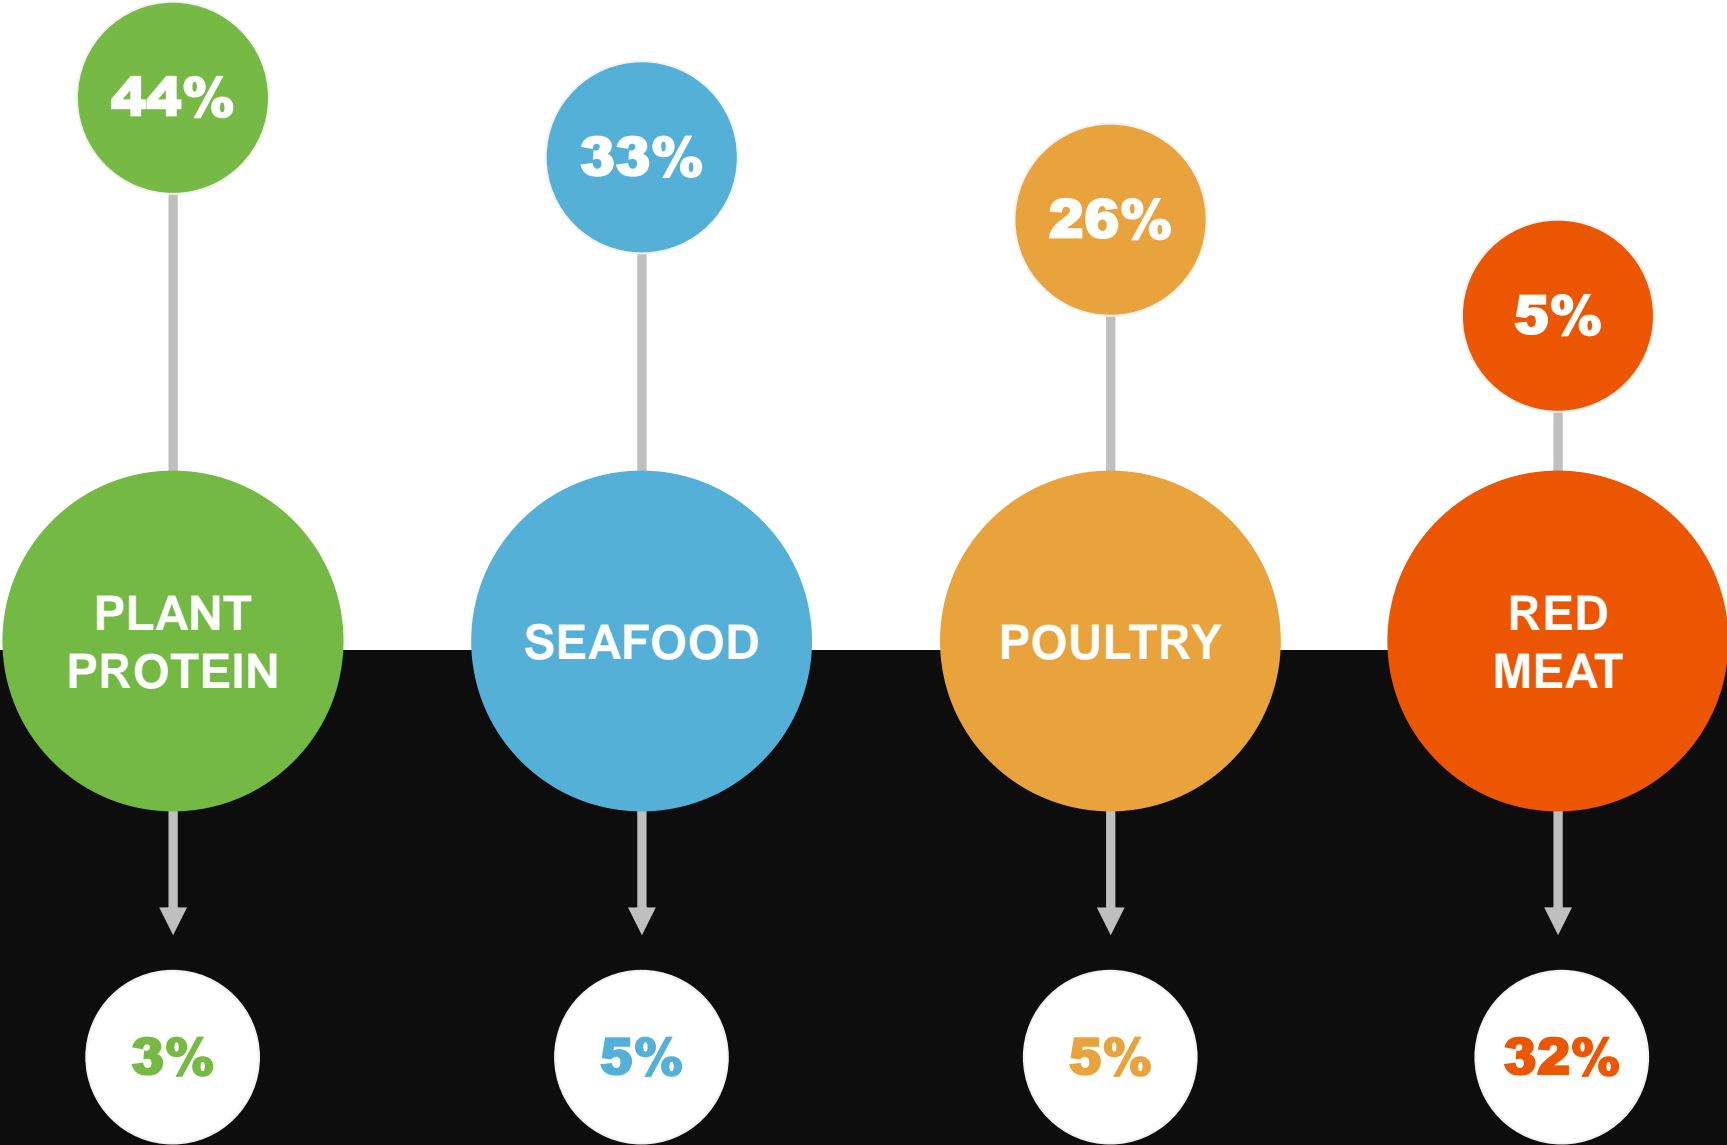 44%
33%
26%
5%
PLANT
PROTEIN
SEAFOOD
POULTRY
RED
MEAT
3%
5%
5%
32%